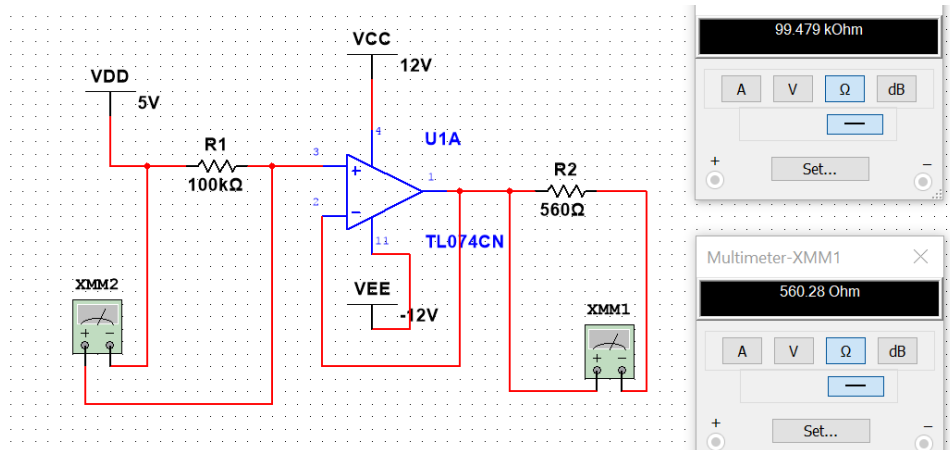 VDD
5V
R1
100kΩ
VCC
12V
3
2
4
1
11
+
−
U1A
TL074CN
VEE
-12V
R2
560Ω
XMM2
+ −
XMM1
+ −
99.479 kOhm
A V Ω dB
+ Set... −
Multimeter-XMM1
560.28 Ohm
A V Ω dB
+ Set... −